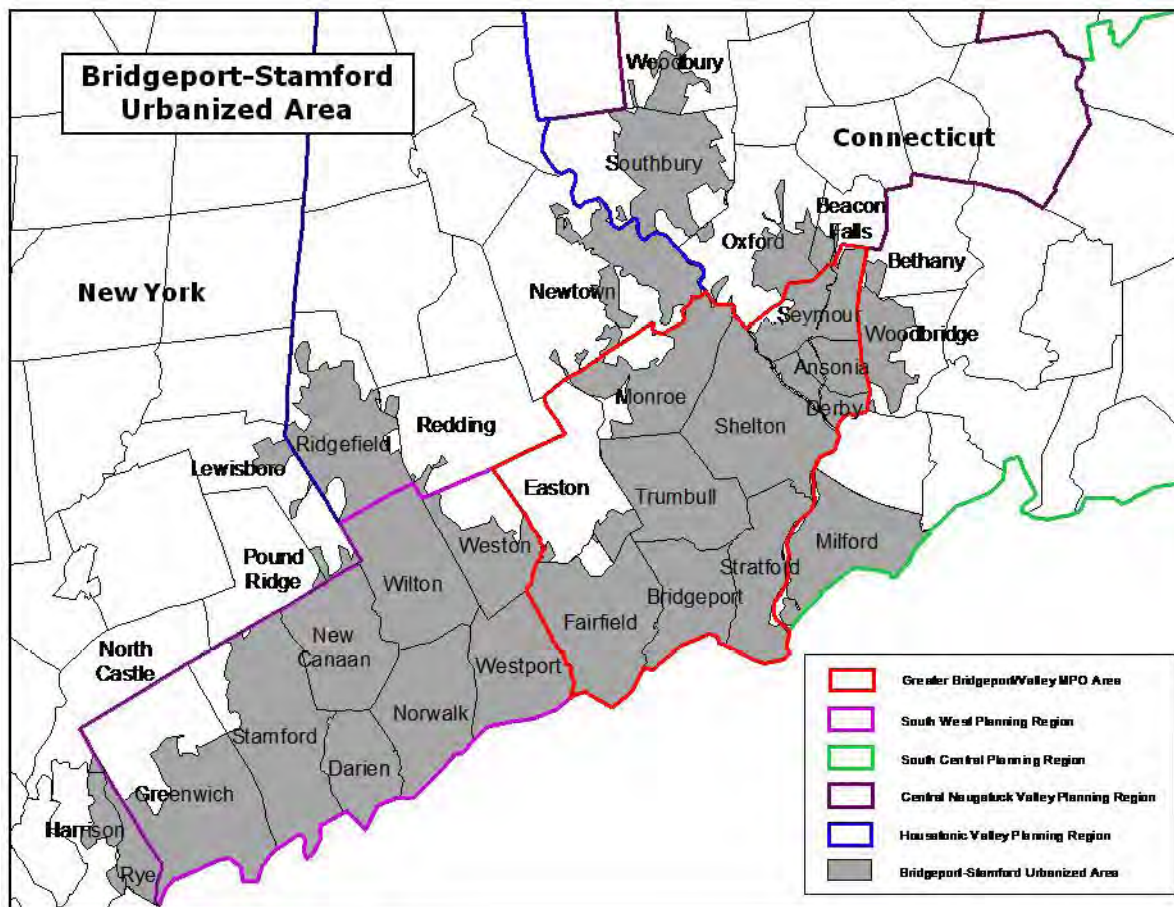 Bridgeport-Stamford
Urbanized Area
Woodbury
Connecticut
Southbury
Beacon
Falls
Oxford
Bethany
New York
Newtown
Seymour
Woodbridge
Ansonia
Monroe
Derby
Redding
Shelton
Ridgefield
Lewisboro
Easton
Trumbull
Milford
Weston
Pound
Ridge
Stratford
Wilton
Bridgeport
Fairfield
New
Canaan
North
Castle
Westport
Norwalk
Stamford
Darien
Greenwich
Harrison
Rye
Greater Bridgeport/Valley MPO Area
South West Planning Region
South Central Planning Region
Central Naugatuck Valley Planning Region
Housatonic Valley Planning Region
Bridgeport-Stamford Urbanized Area